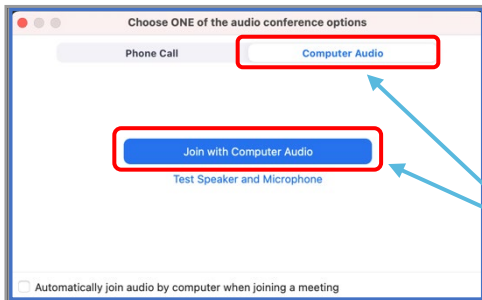 Choose ONE of the audio conference options
Phone Call Computer Audio
Join with Computer Audio
Test Speaker and Microphone
Automatically join audio by computer when joining a meeting